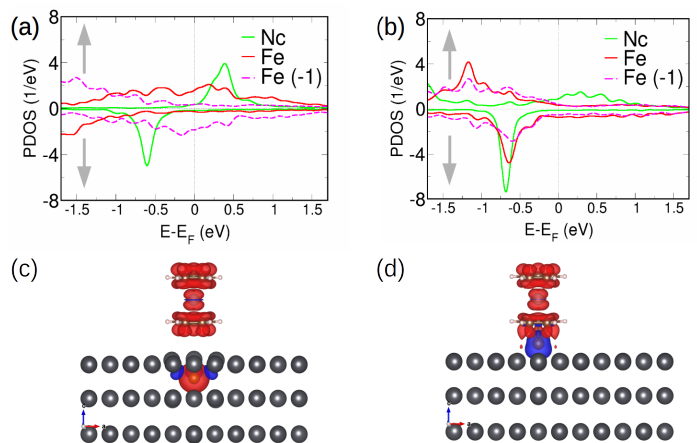 (a)
8
4
0
-4
-8
PDOS (1/eV)
Nc
Fe
Fe (-1)
-1.5 -1 -0.5 0 0.5 1 1.5
E-E_F (eV)
(b)
8
4
0
-4
-8
PDOS (1/eV)
Nc
Fe
Fe (-1)
-1.5 -1 -0.5 0 0.5 1 1.5
E-E_F (eV)
(c)
a
(d)
a